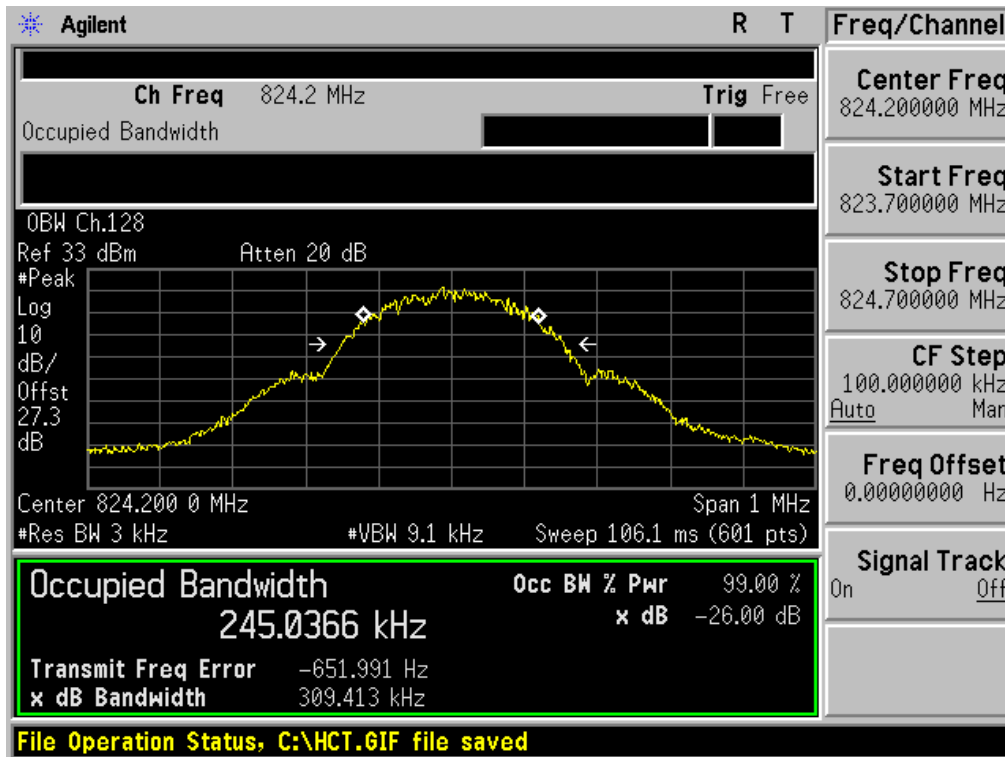 Agilent
R T
Freq/Channel
Ch Freq 824.2 MHz
Trig Free
Occupied Bandwidth
OBW Ch.128
Ref 33 dBm
Atten 20 dB
#Peak
Log
10
dB/
Offst
27.3
dB
Center 824.200 0 MHz
Span 1 MHz
#Res BW 3 kHz
#VBW 9.1 kHz
Sweep 106.1 ms (601 pts)
Occupied Bandwidth
245.0366 kHz
Occ BW % Pwr 99.00 %
x dB -26.00 dB
Transmit Freq Error -651.991 Hz
x dB Bandwidth 309.413 kHz
File Operation Status, C:\HCT.GIF file saved
Center Freq
824.200000 MHz
Start Freq
823.700000 MHz
Stop Freq
824.700000 MHz
CF Step
100.000000 kHz
Auto Man
Freq Offset
0.00000000 Hz
Signal Track
On Off